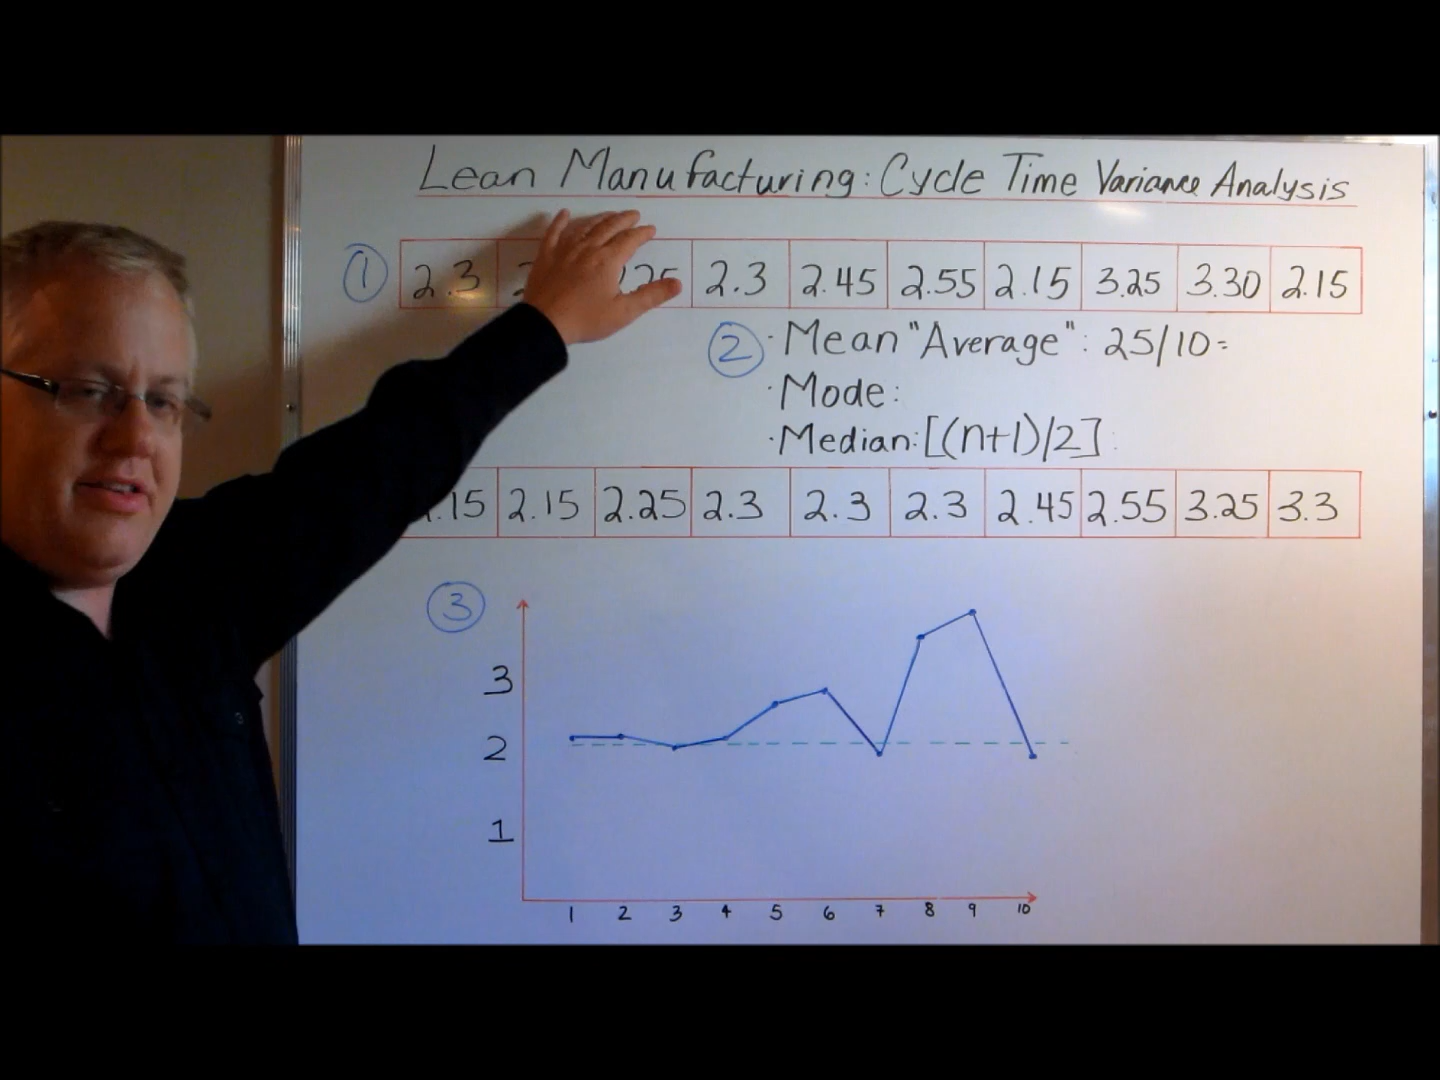 Lean Manufacturing: Cycle Time Variance Analysis
1 2.3 2.3 2.45 2.55 2.15 3.25 3.30 2.15
2 · Mean "Average": 25/10=
· Mode:
· Median: [(n+1)/2]
.15 2.15 2.25 2.3 2.3 2.3 2.45 2.55 3.25 3.3
3
3
2
1
1 2 3 4 5 6 7 8 9 10